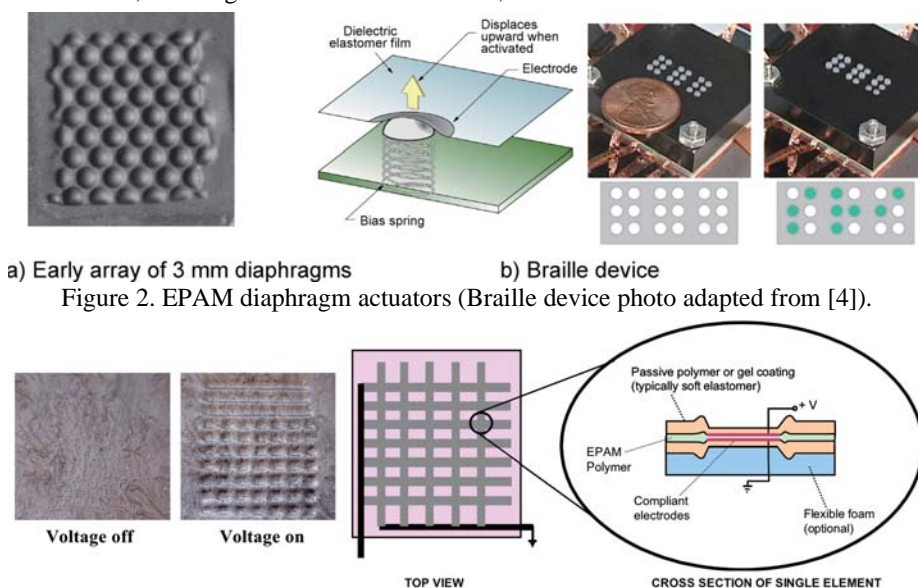 Dielectric
elastomer film
Displaces
upward when
activated
Electrode
Bias spring
a) Early array of 3 mm diaphragms
b) Braille device
Figure 2. EPAM diaphragm actuators (Braille device photo adapted from [4]).
Voltage off
Voltage on
TOP VIEW
Passive polymer or gel coating
(typically soft elastomer)
+ V
EPAM
Polymer
Compliant
electrodes
Flexible foam
(optional)
CROSS SECTION OF SINGLE ELEMENT